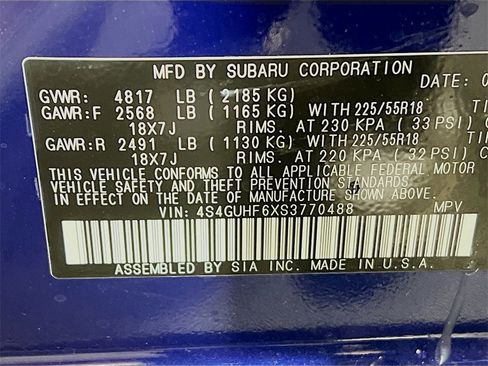 MFD BY SUBARU CORPORATION
DATE: 0
GVWR: 4817 LB ( 2185 KG)
GAWR:F 2568 LB ( 1165 KG) WITH 225/55R18 TI
18X7J RIMS. AT 230 KPA ( 33 PSI) C
GAWR:R 2491 LB ( 1130 KG) WITH 225/55R18 TI
18X7J RIMS. AT 220 KPA ( 32 PSI) C
THIS VEHICLE CONFORMS TO ALL APPLICABLE FEDERAL MOTOR
VEHICLE SAFETY AND THEFT PREVENTION STANDARDS
IN EFFECT ON THE DATE OF MANUFACTURE SHOWN ABOVE.
VIN: 4S4GUHF6XS3770488 MPV
ASSEMBLED BY SIA INC. MADE IN U.S.A.